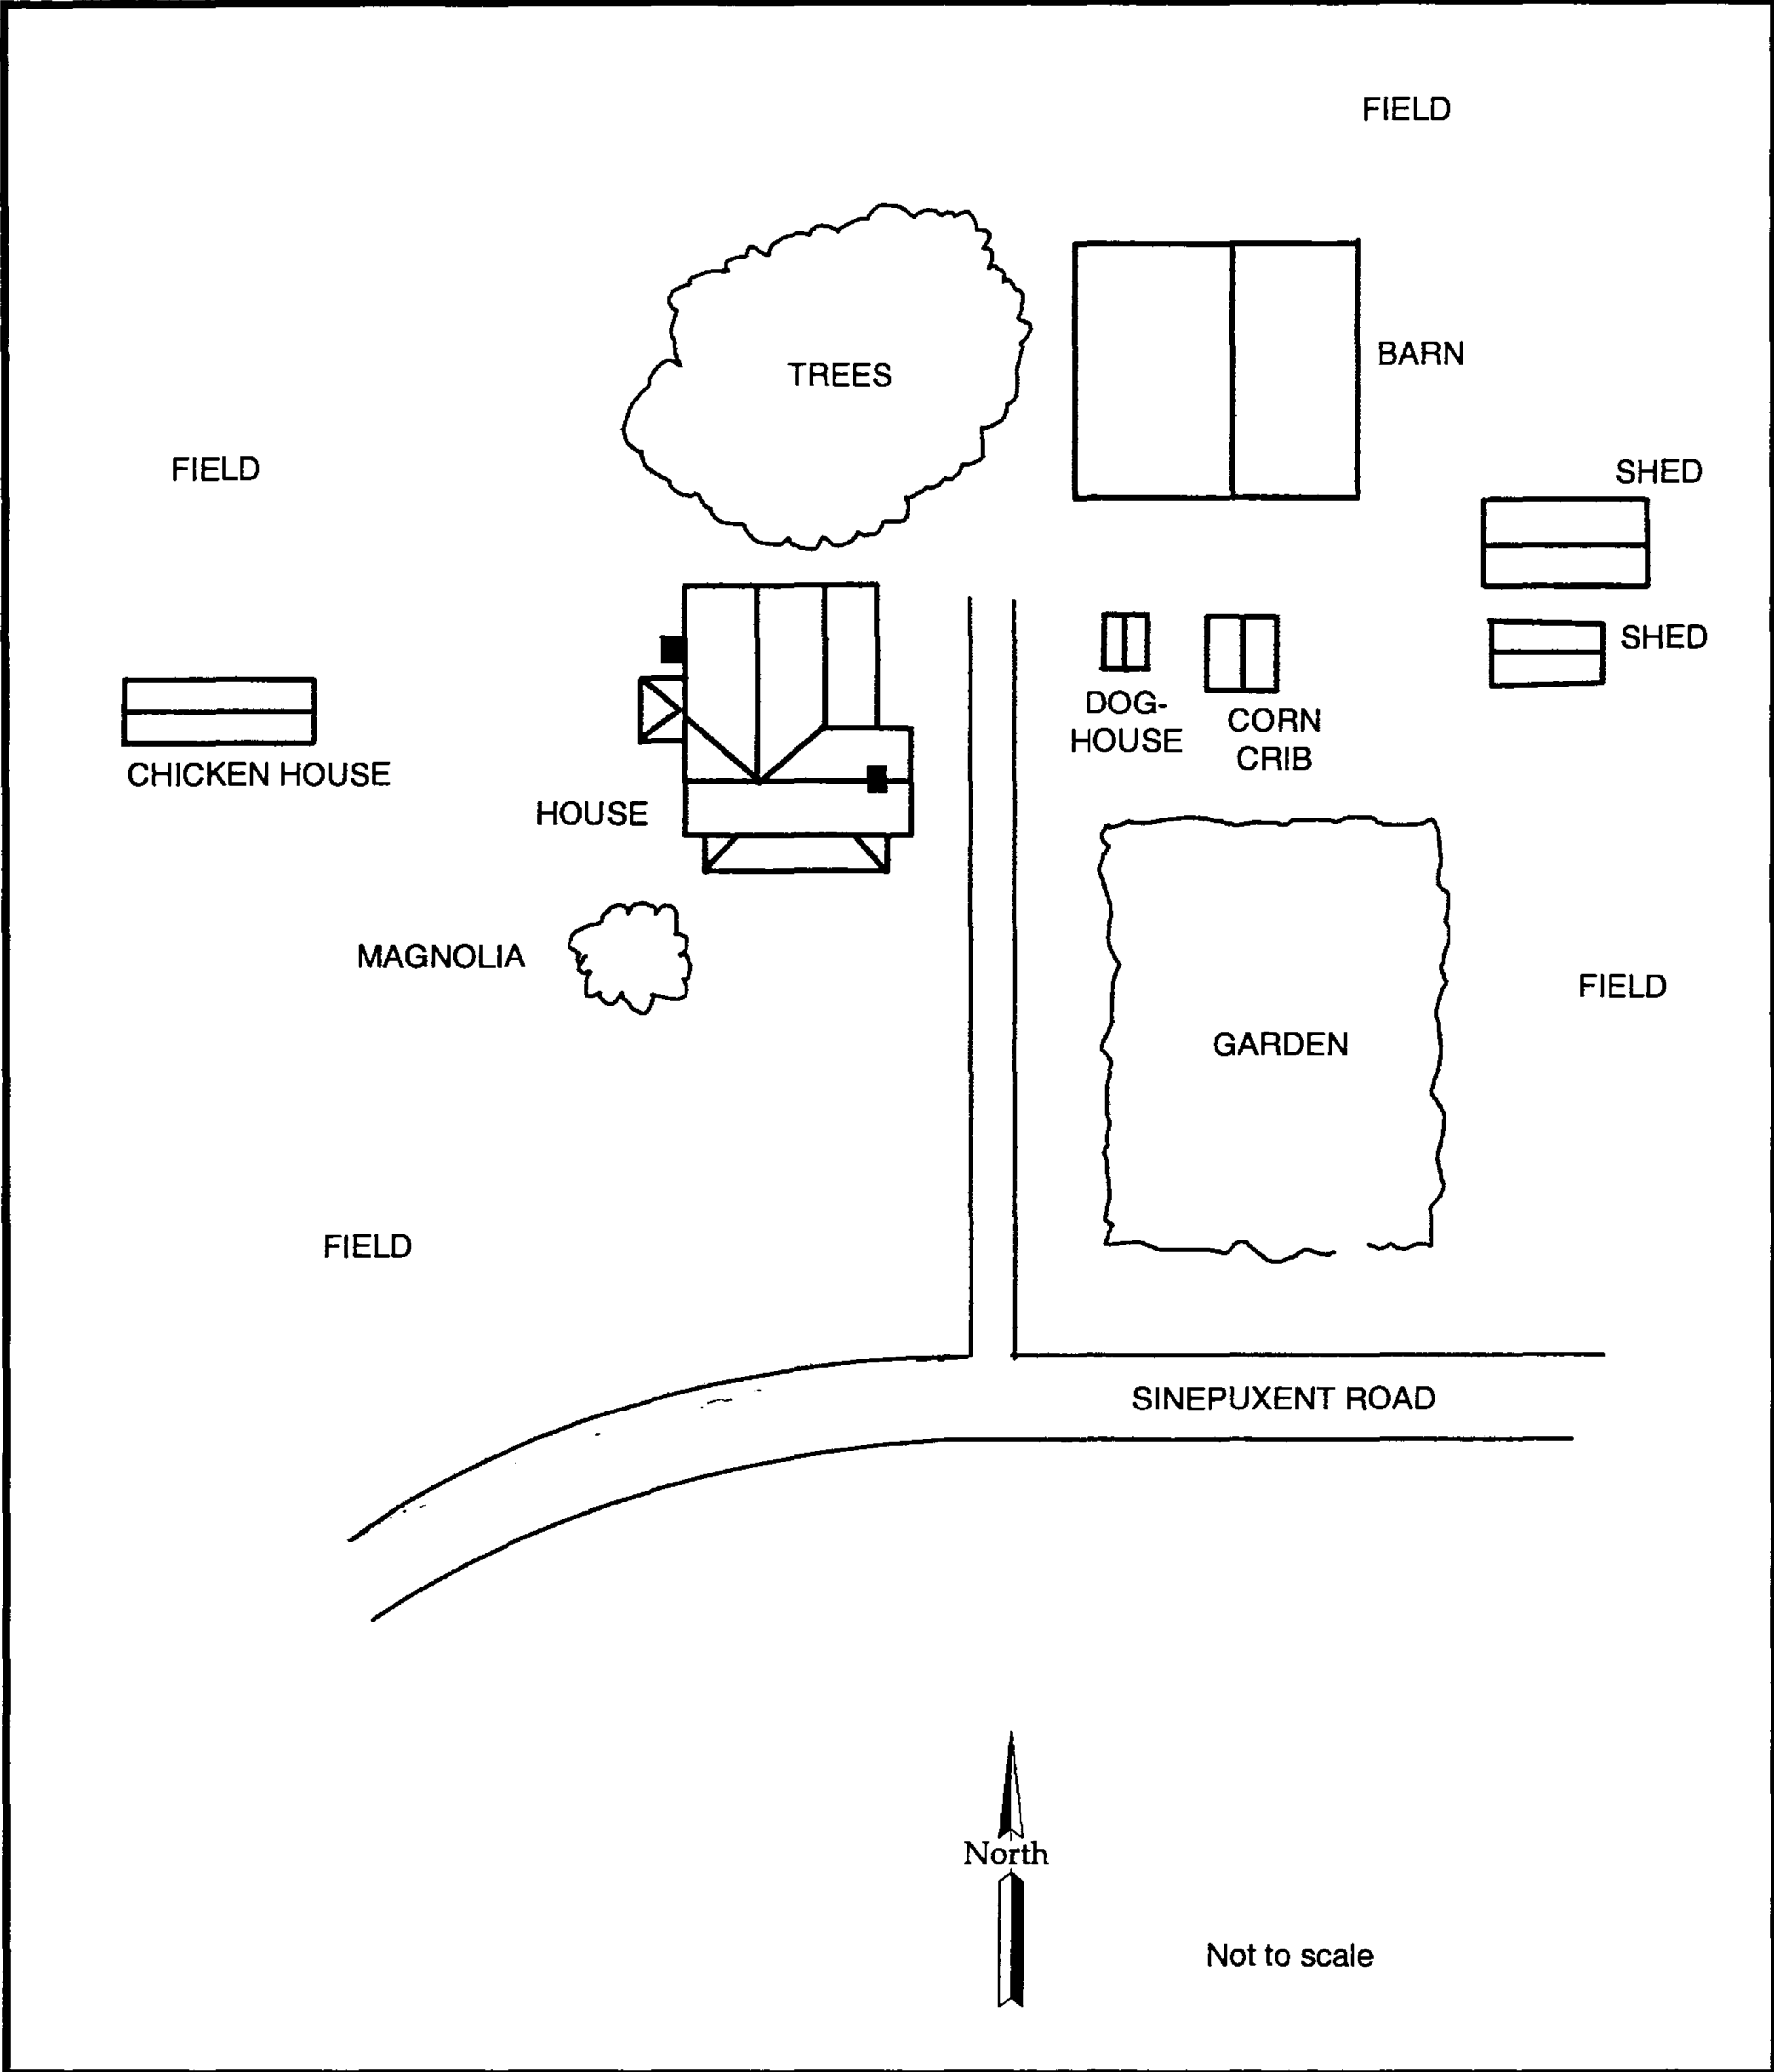 FIELD
TREES
BARN
FIELD
SHED
SHED
DOG-
HOUSE
CORN
CRIB
CHICKEN HOUSE
HOUSE
MAGNOLIA
FIELD
GARDEN
FIELD
SINEPUXENT ROAD
North
Not to scale